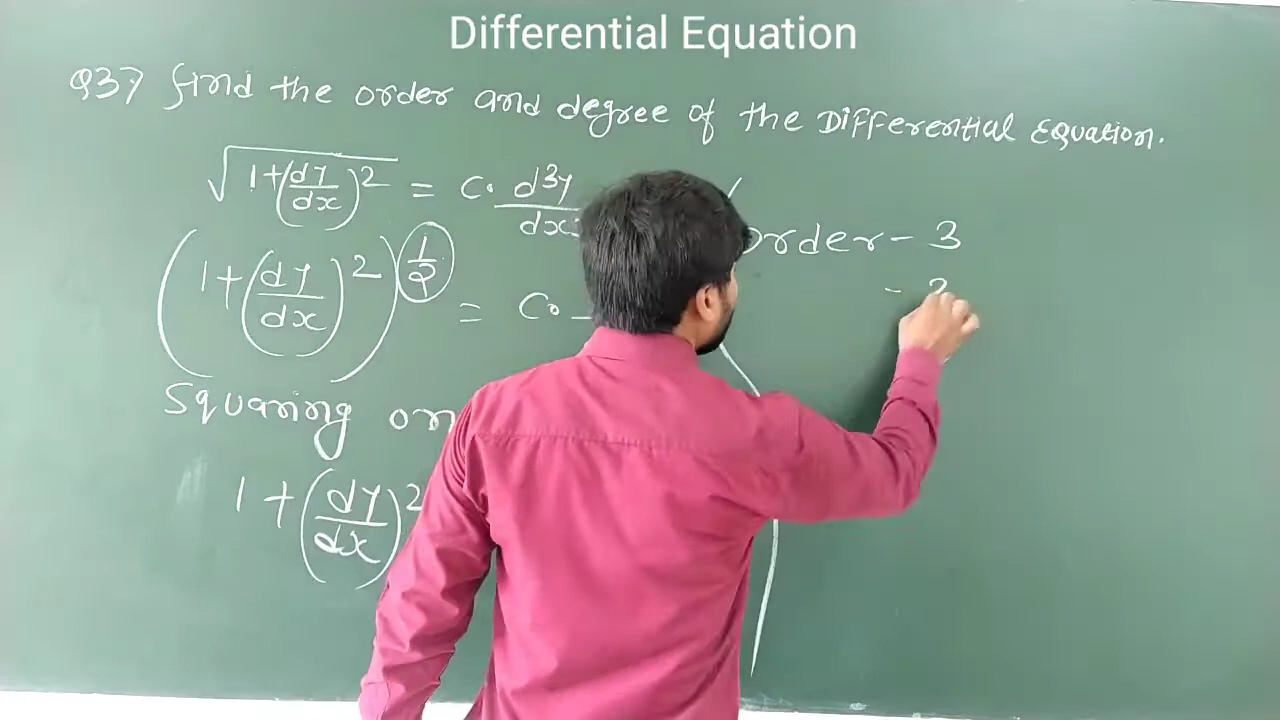 Differential Equation
Q37 find the order and degree of the Differential Equation.
√1+(dy/dx)² = C. d³y/dx
order - 3
(1+(dy/dx)²)^1/2 = C.
-
Squaring on
1+(dy/dx)²